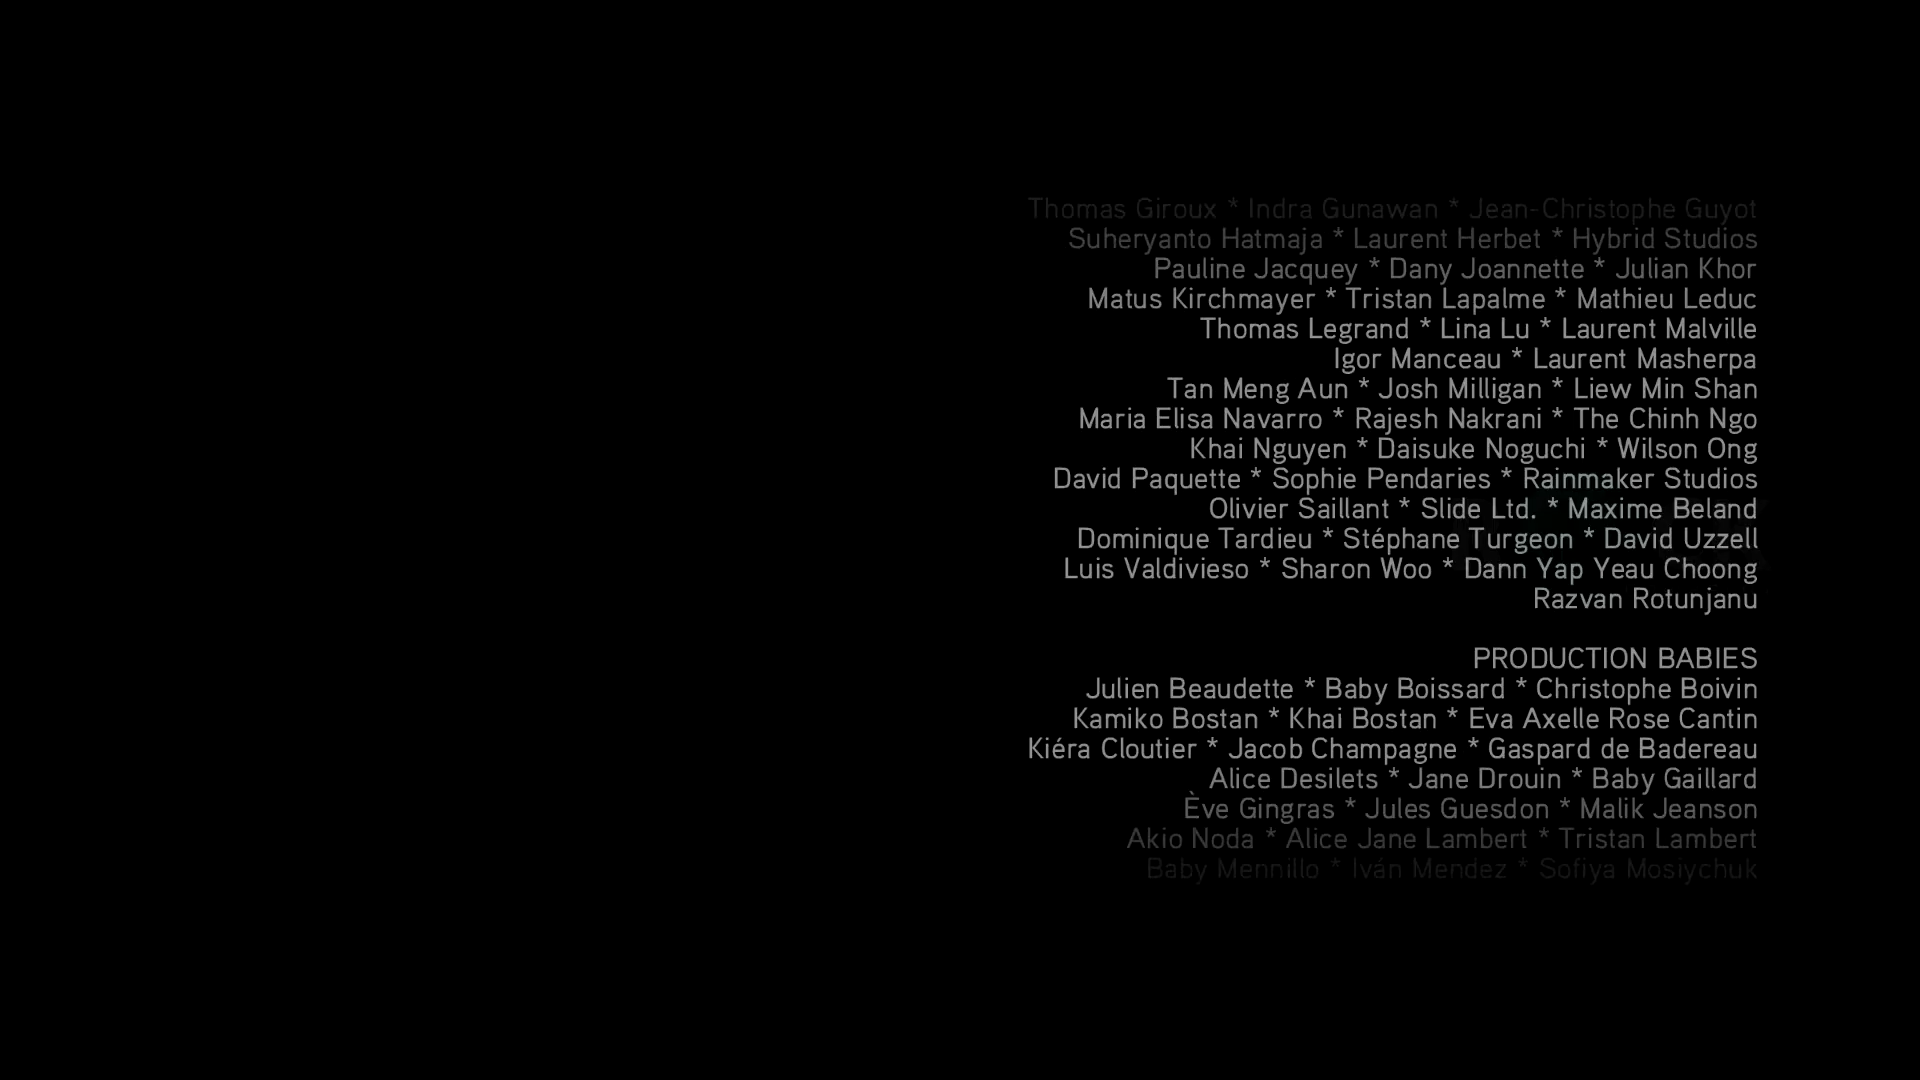 Thomas Giroux * Indra Gunawan * Jean-Christophe Guyot
Suheryanto Hatmaja * Laurent Herbet * Hybrid Studios
Pauline Jacquey * Dany Joannette * Julian Khor
Matus Kirchmayer * Tristan Lapalme * Mathieu Leduc
Thomas Legrand * Lina Lu * Laurent Malville
Igor Manceau * Laurent Masherpa
Tan Meng Aun * Josh Milligan * Liew Min Shan
Maria Elisa Navarro * Rajesh Nakrani * The Chinh Ngo
Khai Nguyen * Daisuke Noguchi * Wilson Ong
David Paquette * Sophie Pendaries * Rainmaker Studios
Olivier Saillant * Slide Ltd. * Maxime Beland
Dominique Tardieu * Stéphane Turgeon * David Uzzell
Luis Valdivieso * Sharon Woo * Dann Yap Yeau Choong
Razvan Rotunjanu
PRODUCTION BABIES
Julien Beaudette * Baby Boissard * Christophe Boivin
Kamiko Bostan * Khai Bostan * Eva Axelle Rose Cantin
Kiéra Cloutier * Jacob Champagne * Gaspard de Badereau
Alice Desilets * Jane Drouin * Baby Gaillard
Ève Gingras * Jules Guesdon * Malik Jeanson
Akio Noda * Alice Jane Lambert * Tristan Lambert
Baby Mennillo * Iván Mendez * Sofiya Mosiychuk